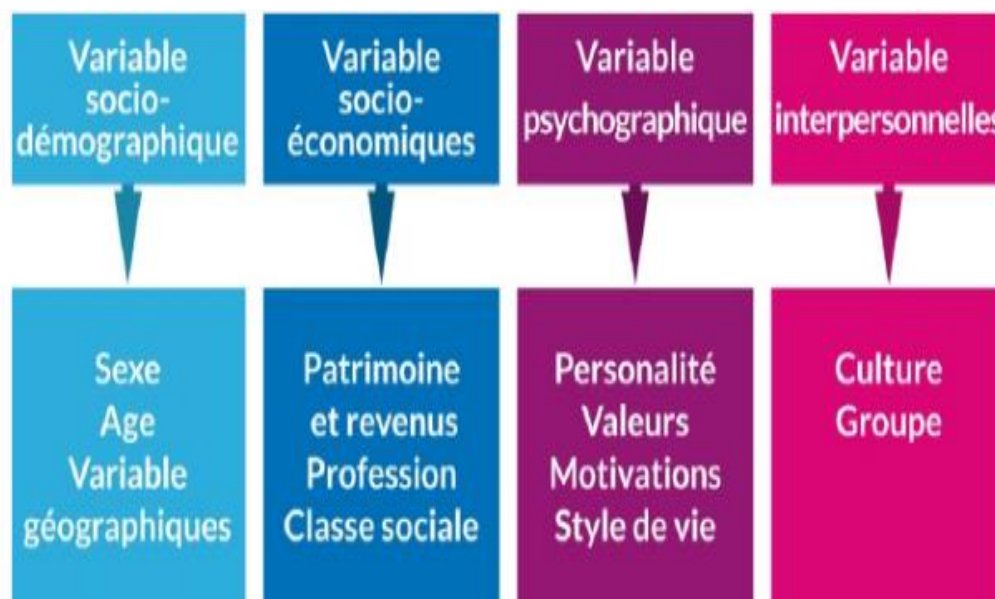 Variable
socio-
démographique
Variable
socio-
économiques
Variable
psychographique
Variable
interpersonnelles
Sexe
Age
Variable
géographiques
Patrimoine
et revenus
Profession
Classe sociale
Personalité
Valeurs
Motivations
Style de vie
Culture
Groupe